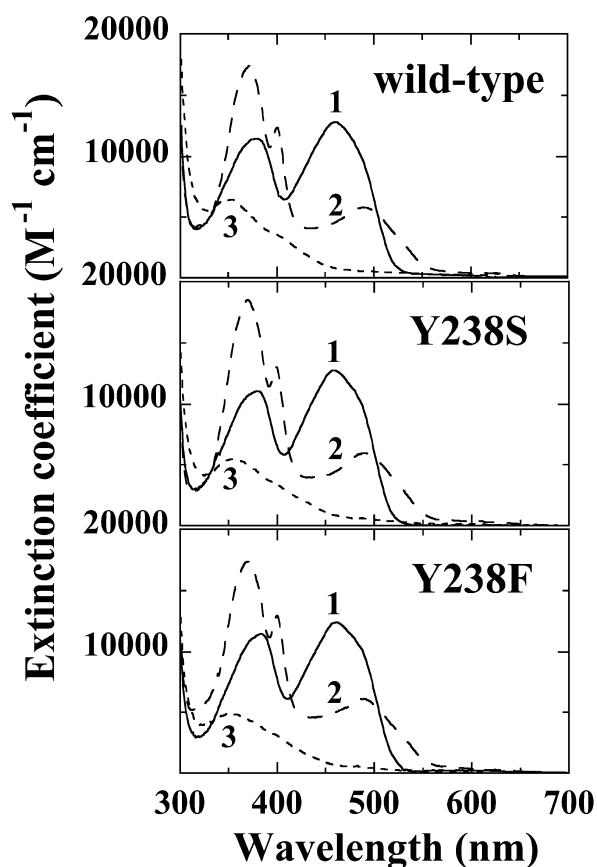 Extinction coefficient (M⁻¹ cm⁻¹)
20000
wild-type
1
10000
2
3
20000
Y238S
1
10000
2
3
20000
Y238F
1
10000
2
3
300 400 500 600 700
Wavelength (nm)